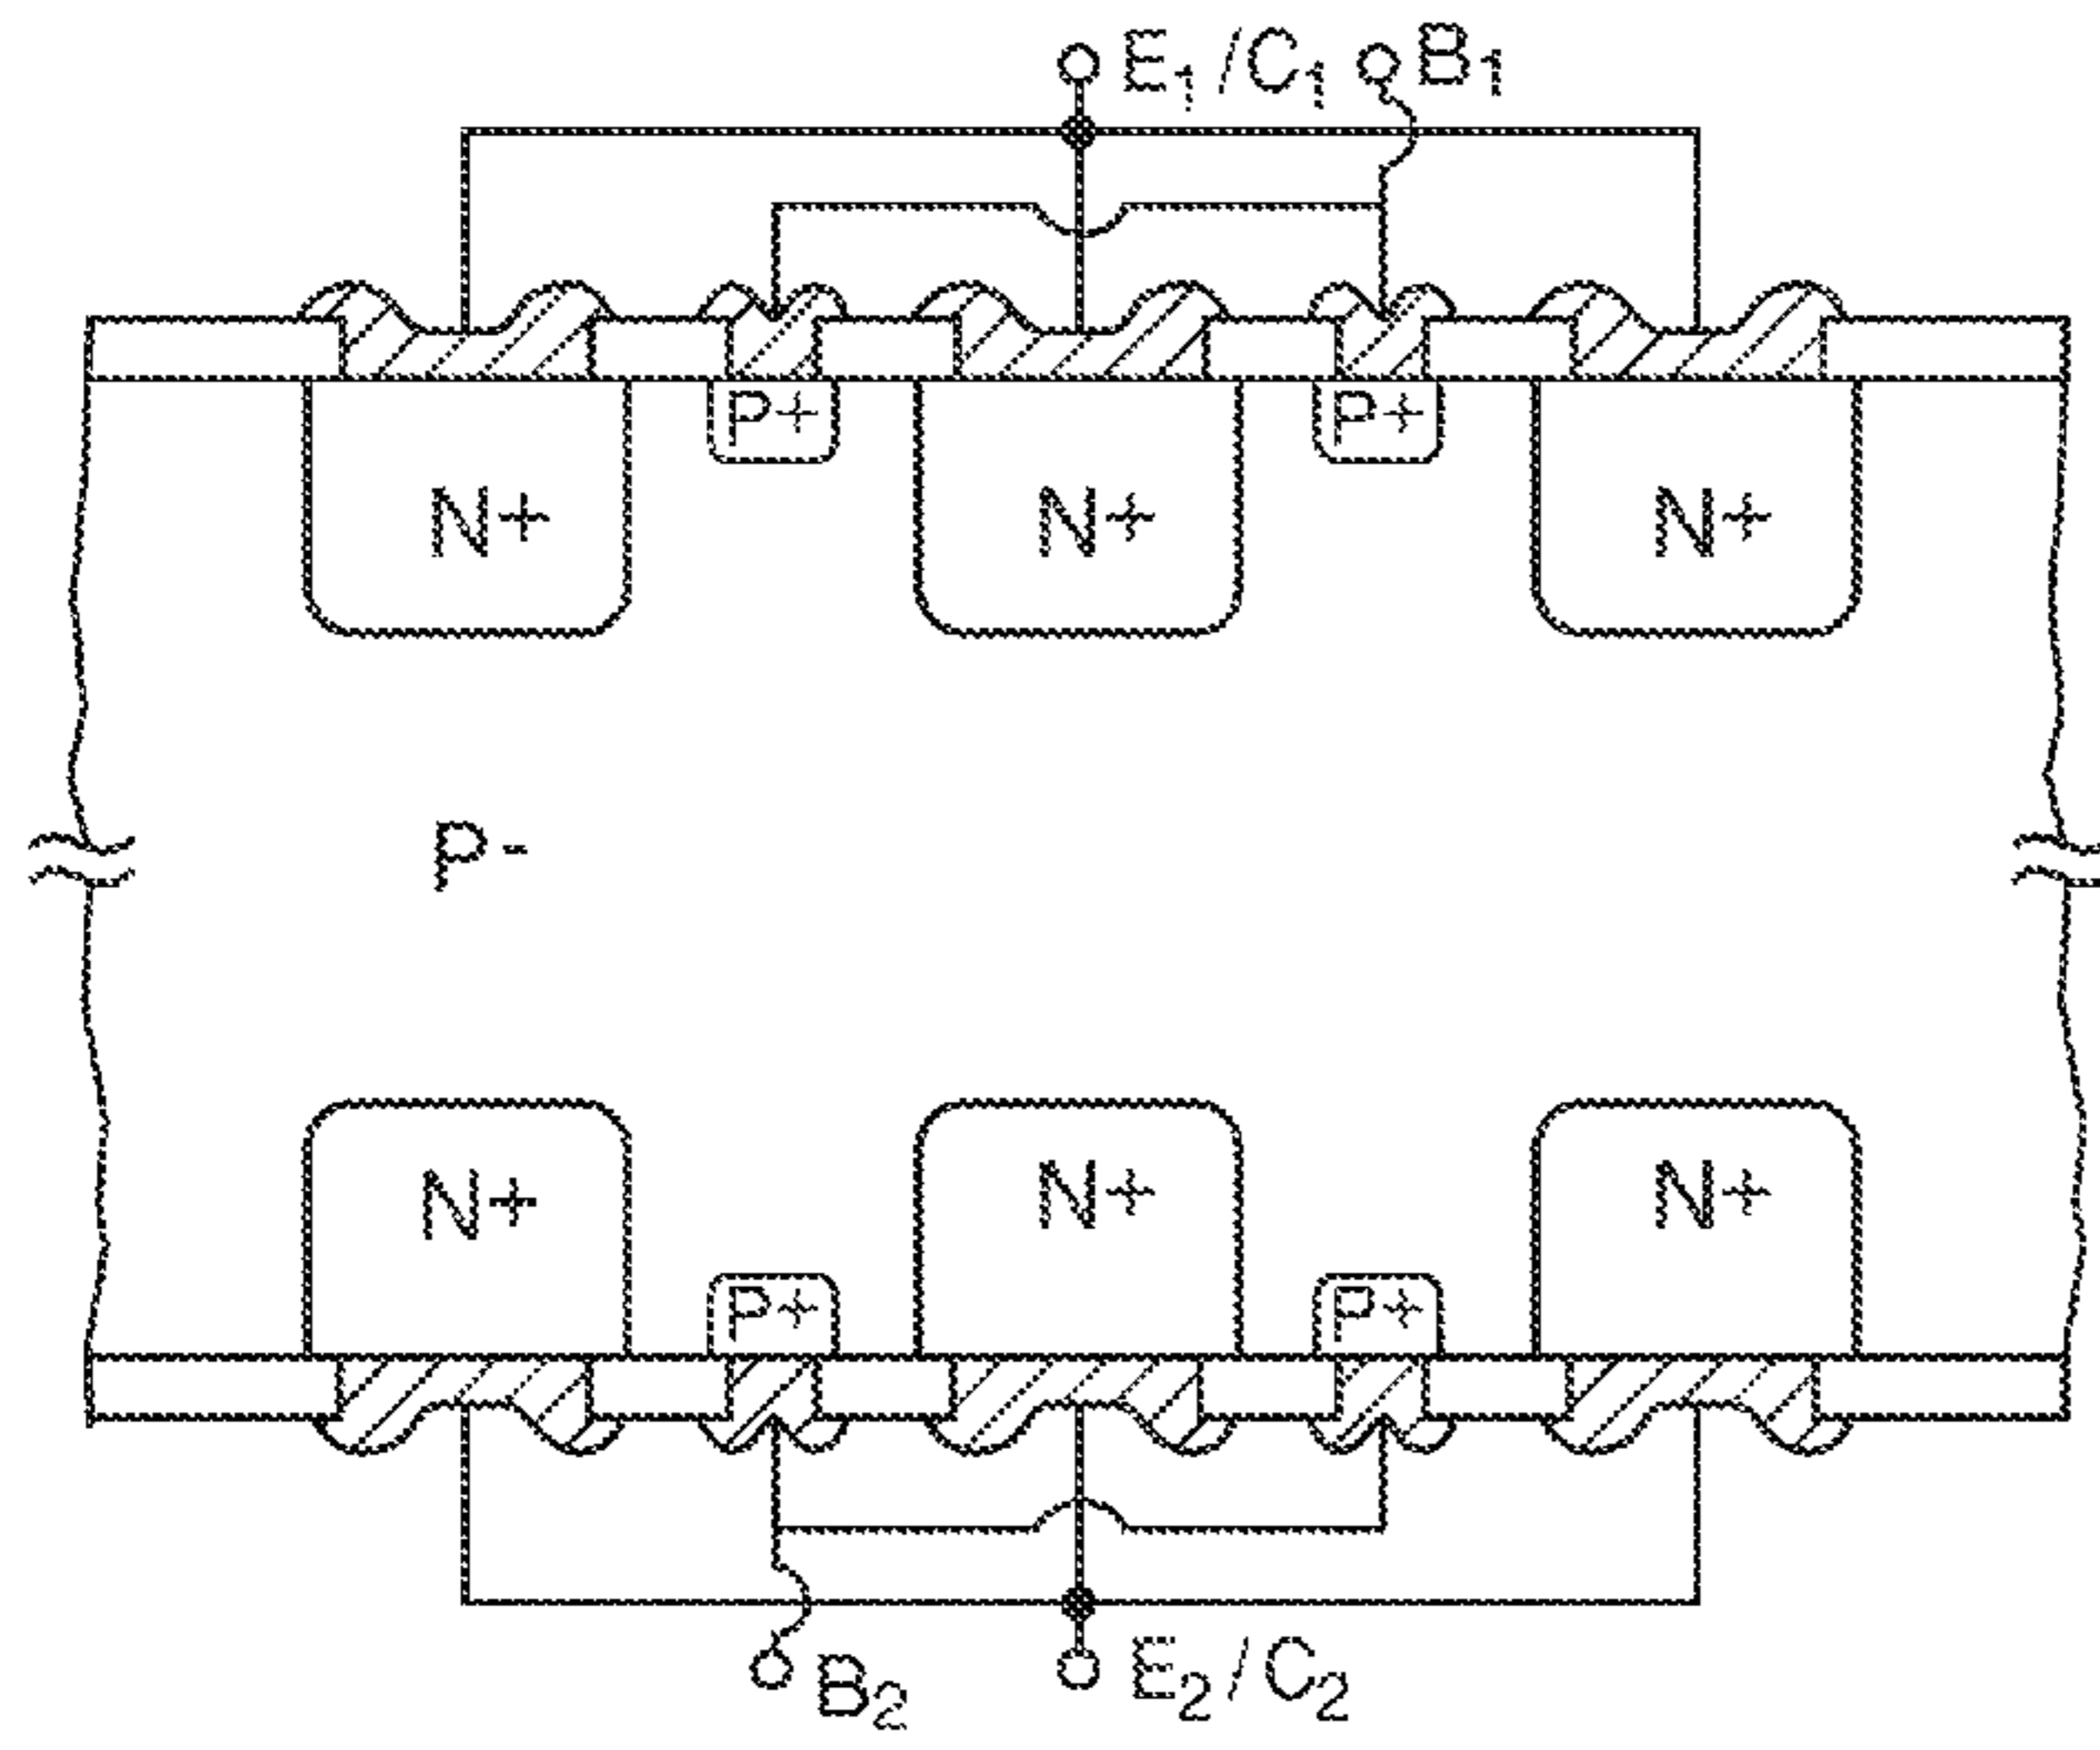 E₁/C₁ B₁
P+ P+
N+ N+ N+
P-
N+ N+ N+
P+ P+
B₂ E₂/C₂